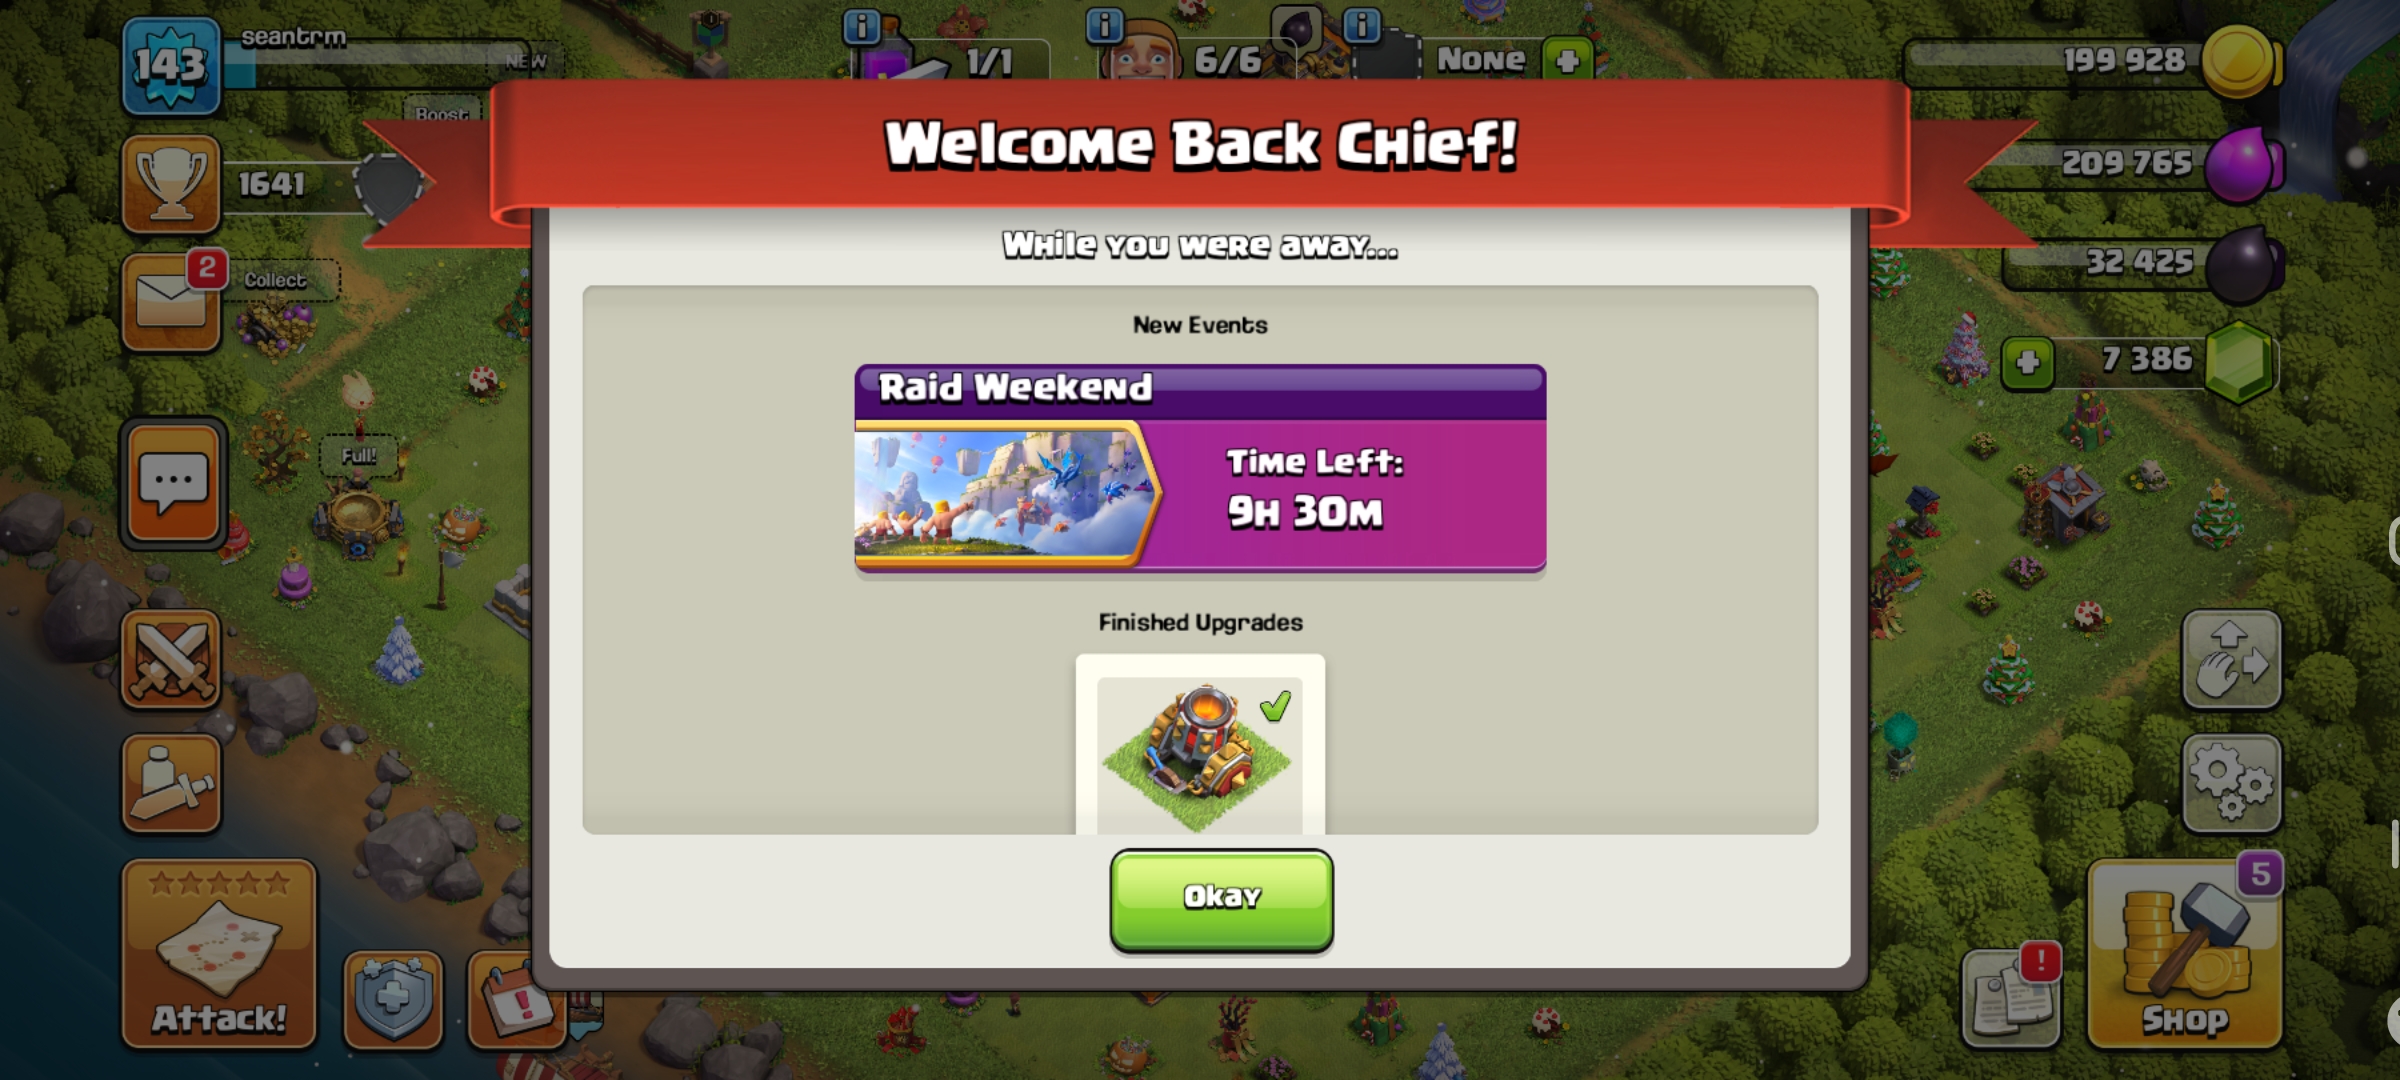 143
seantrm
NEW
1/1
6/6
None
199 928
Boost
Welcome Back Chief!
1641
209 765
While you were away...
2
Collect
32 425
New Events
7 386
Raid Weekend
Full!
Time Left:
9H 30M
Finished Upgrades
Okay
5
Attack!
Shop